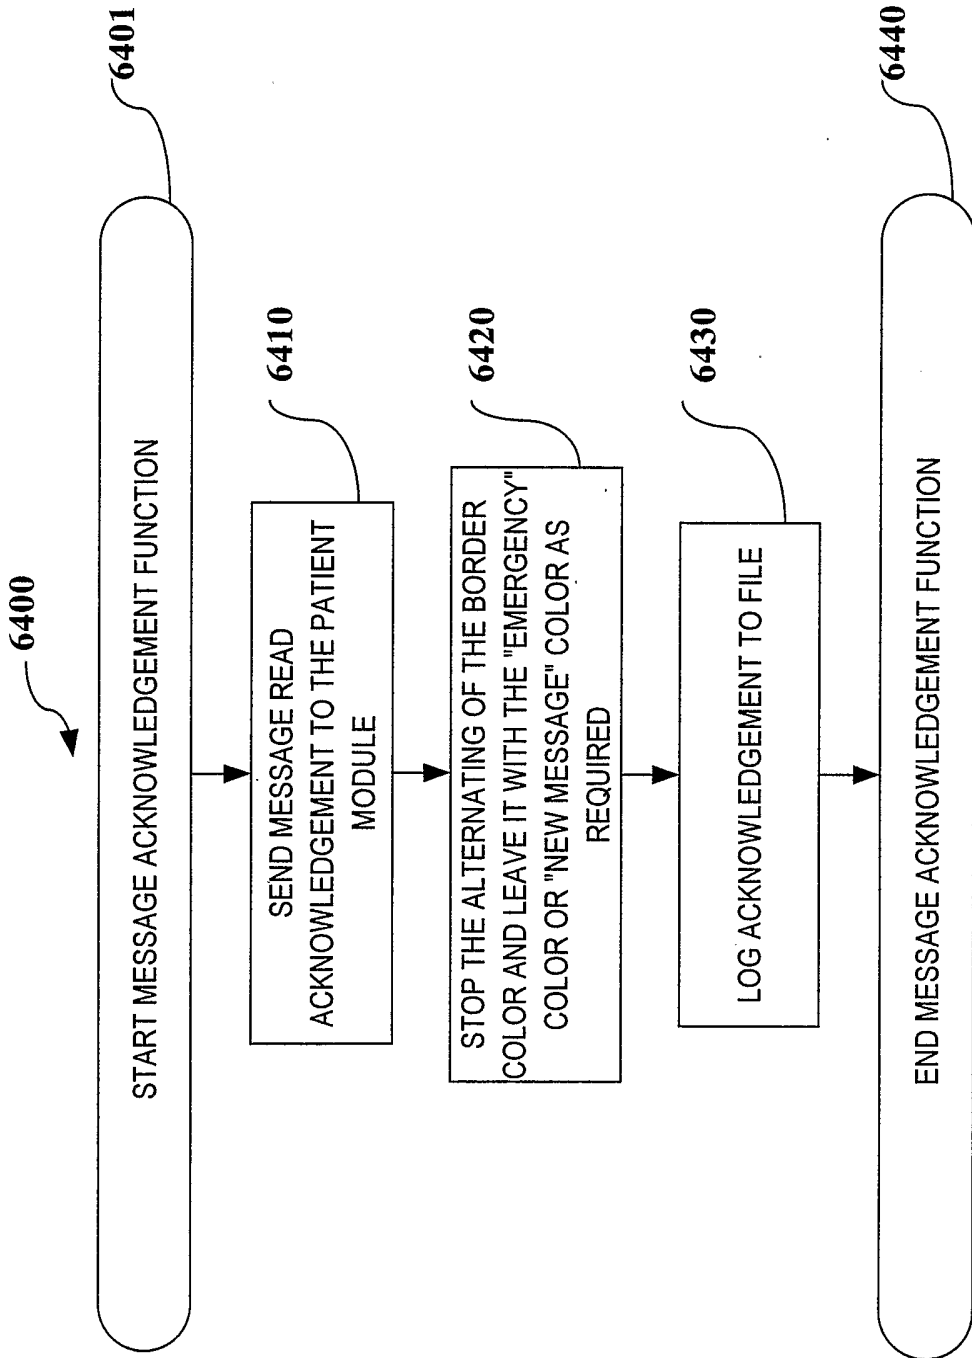 6400
START MESSAGE ACKNOWLEDGEMENT FUNCTION
6401
SEND MESSAGE READ
ACKNOWLEDGEMENT TO THE PATIENT
MODULE
6410
STOP THE ALTERNATING OF THE BORDER
COLOR AND LEAVE IT WITH THE "EMERGENCY"
COLOR OR "NEW MESSAGE" COLOR AS
REQUIRED
6420
LOG ACKNOWLEDGEMENT TO FILE
6430
END MESSAGE ACKNOWLEDGEMENT FUNCTION
6440